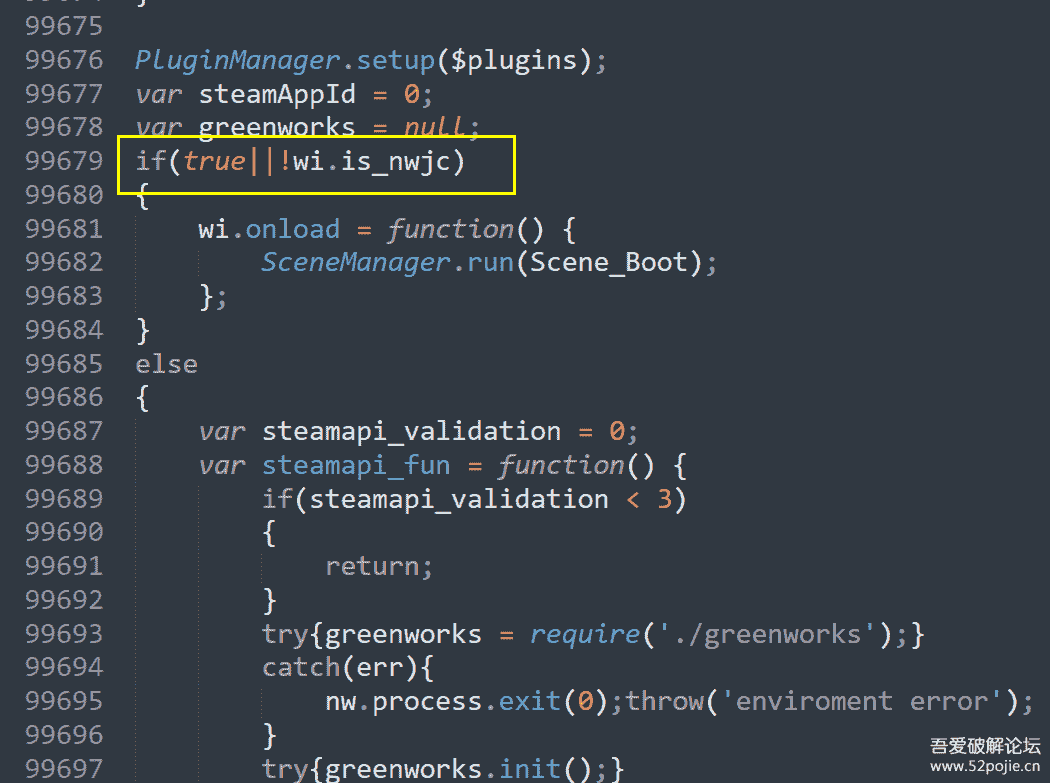 99675
99676 PluginManager.setup($plugins);
99677 var steamAppId = 0;
99678 var greenworks = null;
99679 if(true||!wi.is_nwjc)
99680 {
99681     wi.onload = function() {
99682         SceneManager.run(Scene_Boot);
99683     };
99684 }
99685 else
99686 {
99687     var steamapi_validation = 0;
99688     var steamapi_fun = function() {
99689         if(steamapi_validation < 3)
99690         {
99691             return;
99692         }
99693         try{greenworks = require('./greenworks');}
99694         catch(err){
99695             nw.process.exit(0);throw('enviroment error');
99696         }
99697         try{greenworks.init();}
吾爱破解论坛
www.52pojie.cn